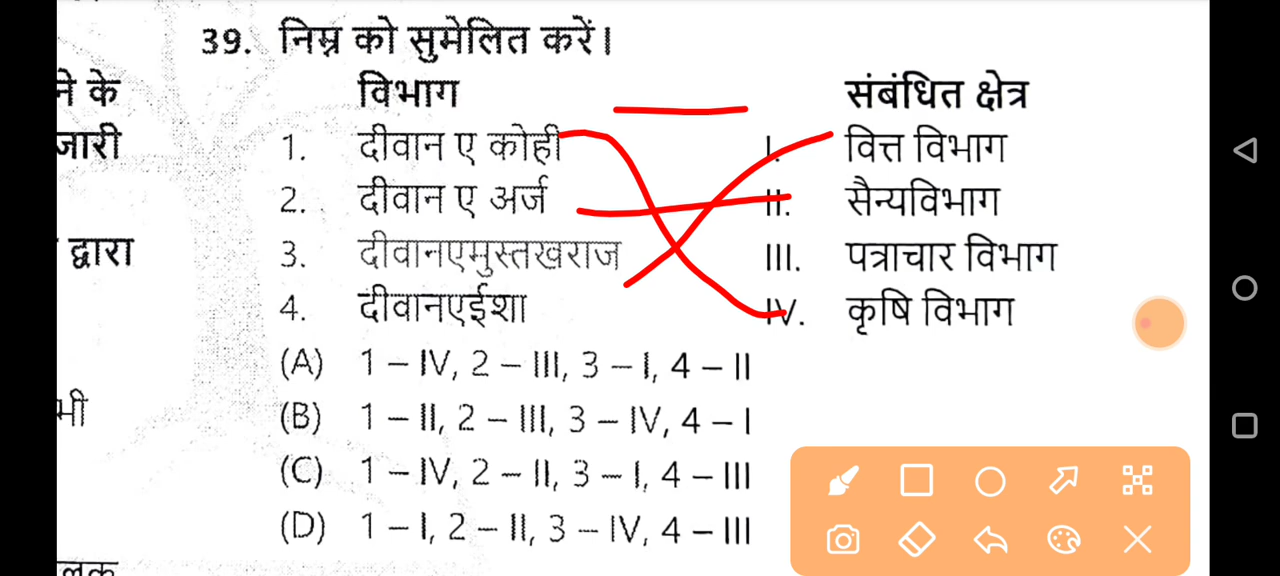 39. निम्न को सुमेलित करें।
ने के
विभाग संबंधित क्षेत्र
जारी
1. दीवान ए कोही I. वित्त विभाग
2. दीवान ए अर्ज II. सैन्यविभाग
द्वारा
3. दीवानएमुस्तखराज III. पत्राचार विभाग
4. दीवानएईशा IV. कृषि विभाग
(A) 1 – IV, 2 – III, 3 – I, 4 – II
भी
(B) 1 – II, 2 – III, 3 – IV, 4 – I
(C) 1 – IV, 2 – II, 3 – I, 4 – III
(D) 1 – I, 2 – II, 3 – IV, 4 – III